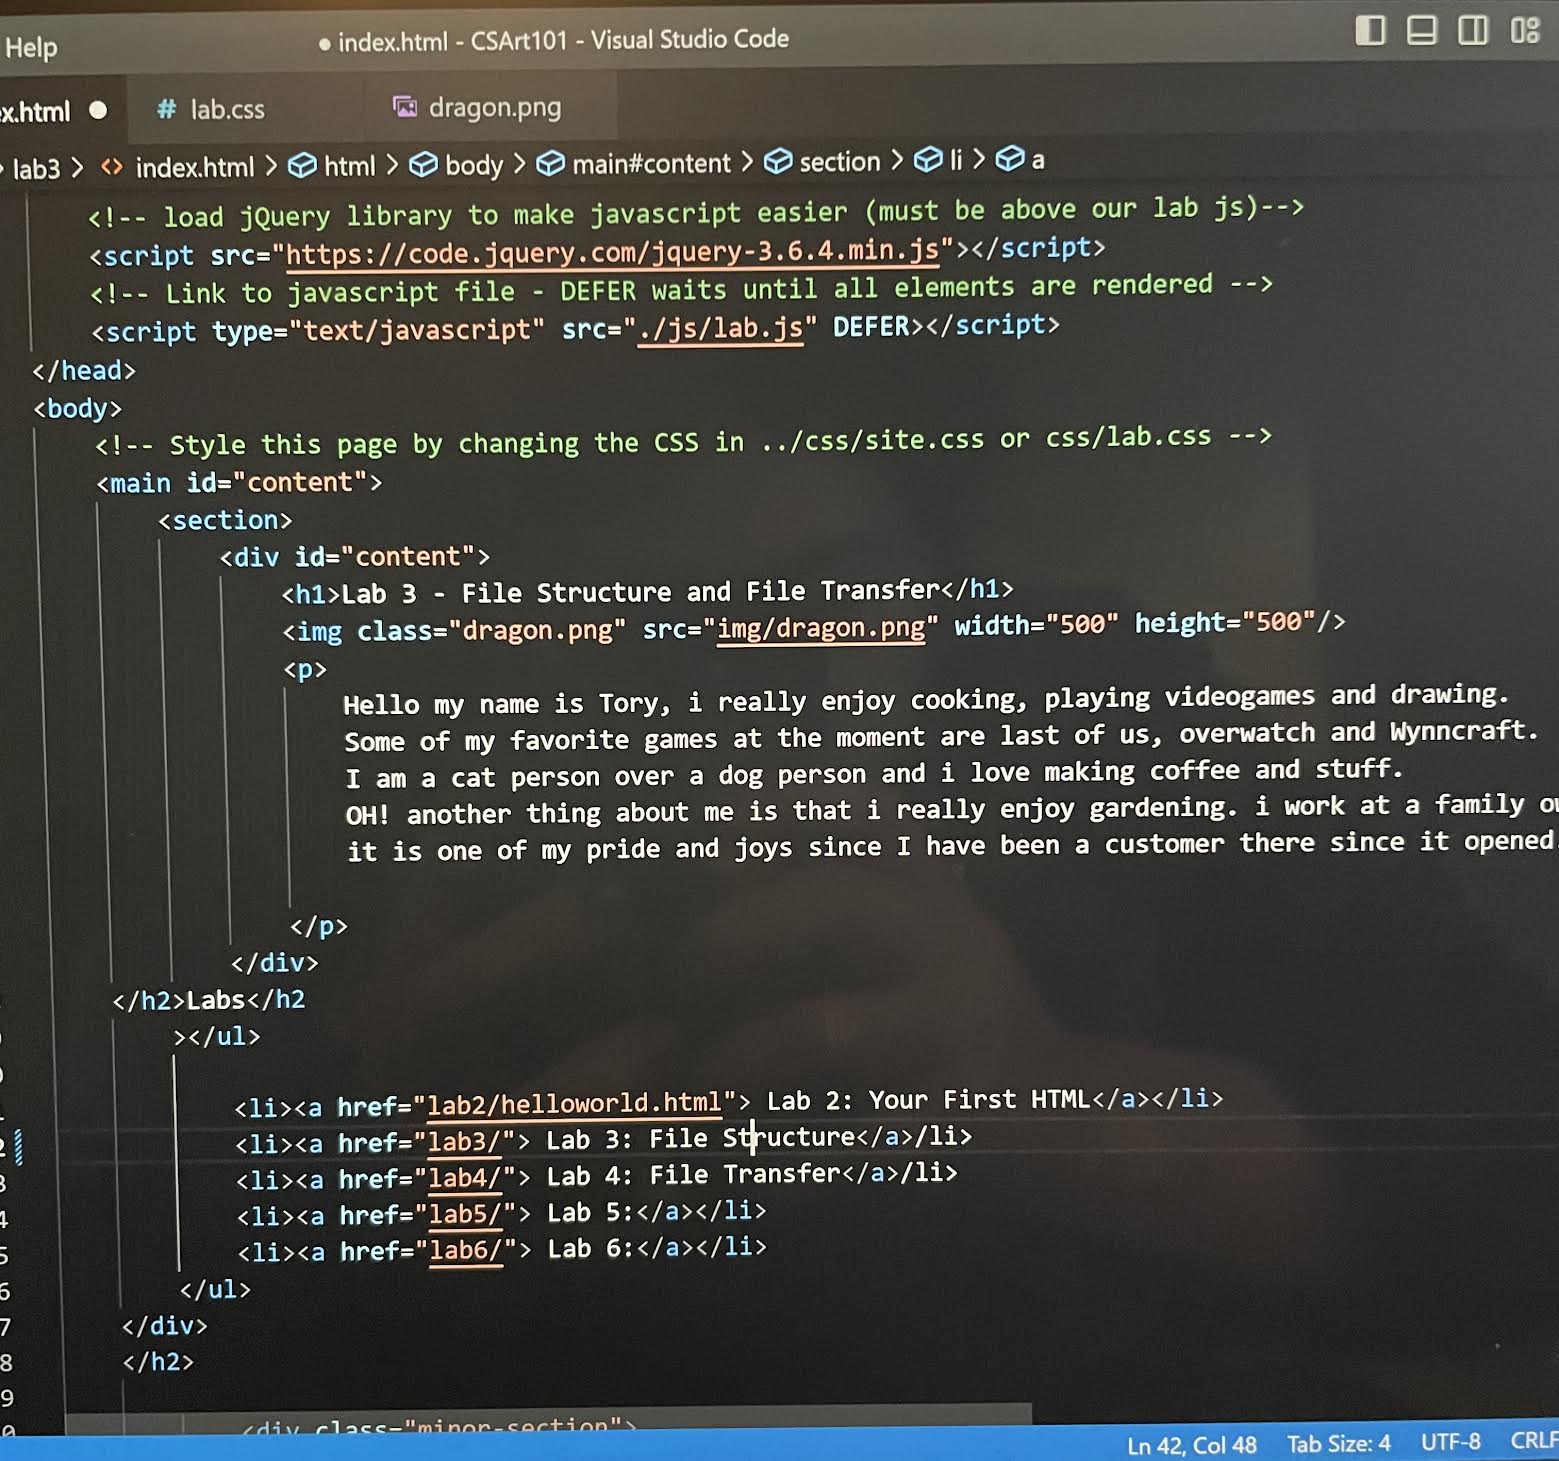 Help
● index.html - CSArt101 - Visual Studio Code
x.html ●
# lab.css
dragon.png
lab3 > <> index.html > html > body > main#content > section > li > a
<!-- load jQuery library to make javascript easier (must be above our lab js)-->
<script src="https://code.jquery.com/jquery-3.6.4.min.js"></script>
<!-- Link to javascript file - DEFER waits until all elements are rendered -->
<script type="text/javascript" src="./js/lab.js" DEFER></script>
</head>
<body>
<!-- Style this page by changing the CSS in ../css/site.css or css/lab.css -->
<main id="content">
<section>
<div id="content">
<h1>Lab 3 - File Structure and File Transfer</h1>
<img class="dragon.png" src="img/dragon.png" width="500" height="500"/>
<p>
Hello my name is Tory, i really enjoy cooking, playing videogames and drawing.
Some of my favorite games at the moment are last of us, overwatch and Wynncraft.
I am a cat person over a dog person and i love making coffee and stuff.
OH! another thing about me is that i really enjoy gardening. i work at a family
it is one of my pride and joys since I have been a customer there since it opened
</p>
</div>
</h2>Labs</h2
></ul>
<li><a href="lab2/helloworld.html"> Lab 2: Your First HTML</a></li>
<li><a href="lab3/"> Lab 3: File Structure</a>/li>
<li><a href="lab4/"> Lab 4: File Transfer</a>/li>
<li><a href="lab5/"> Lab 5:</a></li>
<li><a href="lab6/"> Lab 6:</a></li>
</ul>
</div>
</h2>
<div class="minor-section">
Ln 42, Col 48 Tab Size: 4 UTF-8 CRLF